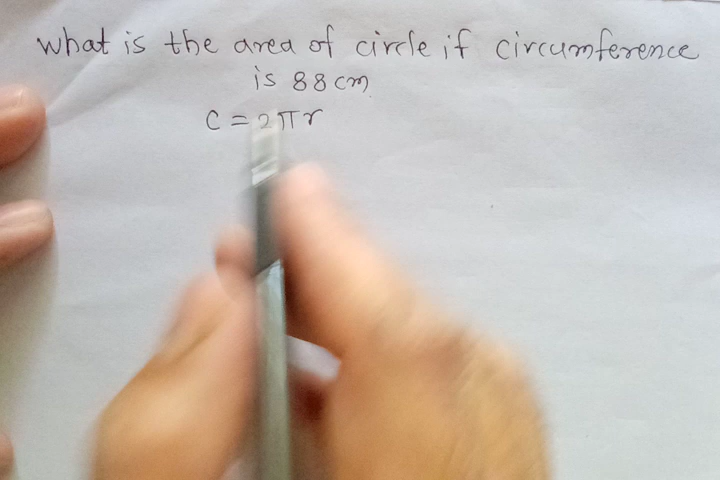 What is the area of circle if circumference
is 88 cm
C = 2πr